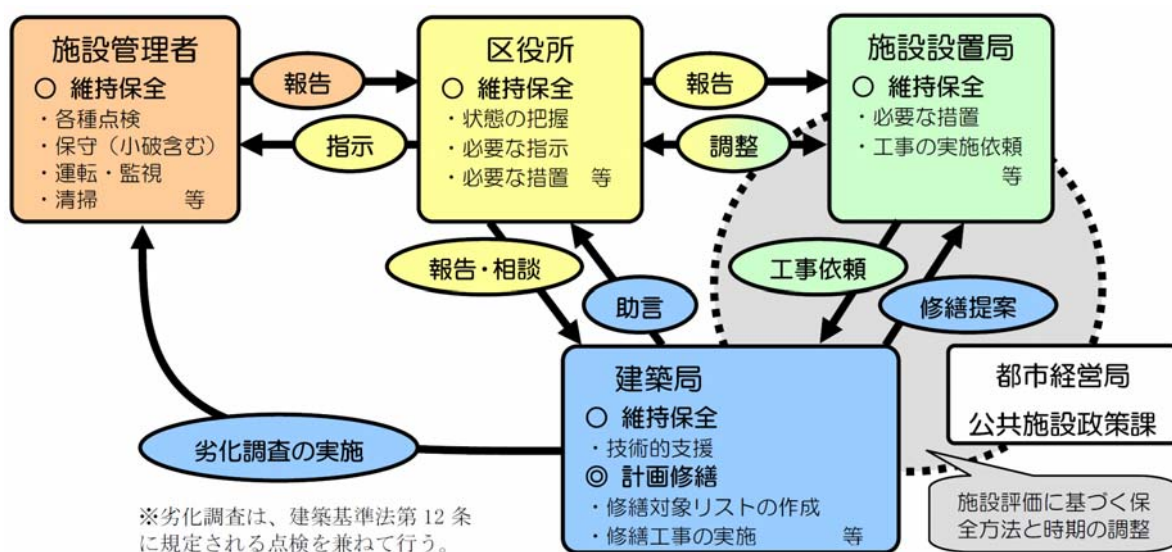 施設管理者
○ 維持保全
・各種点検
・保守（小破含む）
・運転・監視
・清掃　　　等
報告
指示
区役所
○ 維持保全
・状態の把握
・必要な指示
・必要な措置　等
報告
調整
施設設置局
○ 維持保全
・必要な措置
・工事の実施依頼
等
報告・相談
助言
工事依頼
修繕提案
劣化調査の実施
建築局
○ 維持保全
・技術的支援
◎ 計画修繕
・修繕対象リストの作成
・修繕工事の実施　　　等
都市経営局
公共施設政策課
施設評価に基づく保
全方法と時期の調整
※劣化調査は、建築基準法第 12 条
に規定される点検を兼ねて行う。